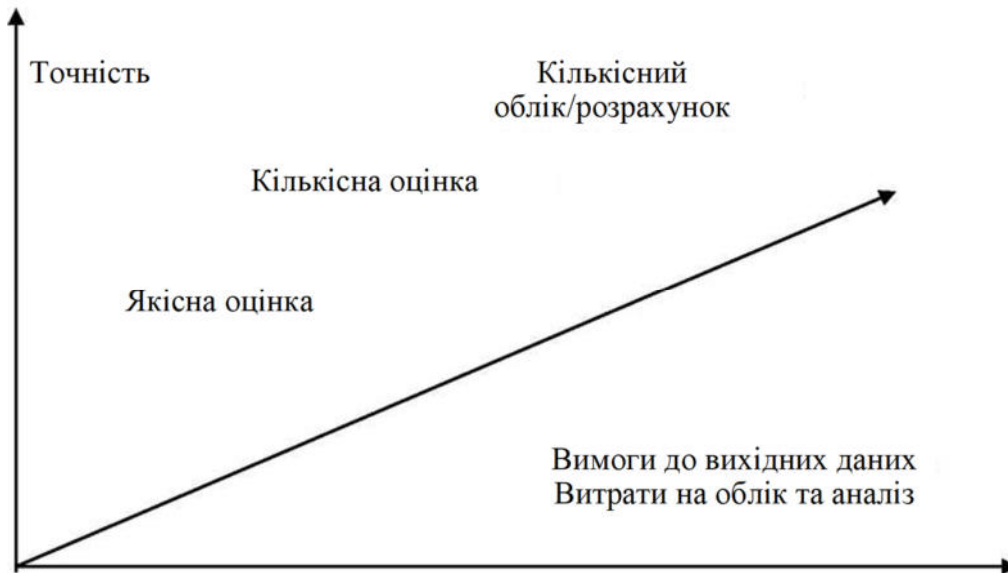 Точність
Кількісний
облік/розрахунок
Кількісна оцінка
Якісна оцінка
Вимоги до вихідних даних
Витрати на облік та аналіз